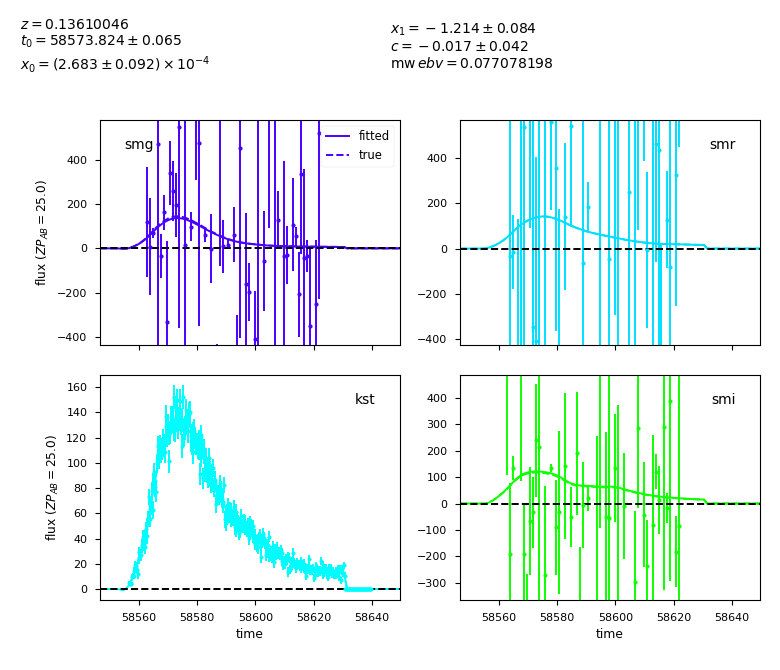 z = 0.13610046
t₀ = 58573.824 ± 0.065
x₀ = (2.683 ± 0.092) × 10⁻⁴
x₁ = −1.214 ± 0.084
c = −0.017 ± 0.042
mwebv = 0.077078198
smg
fitted
true
400
200
0
−200
−400
flux (ZP_AB = 25.0)
smr
400
200
0
−200
−400
kst
160
140
120
100
80
60
40
20
0
flux (ZP_AB = 25.0)
58560 58580 58600 58620 58640
time
smi
400
300
200
100
0
−100
−200
−300
58560 58580 58600 58620 58640
time